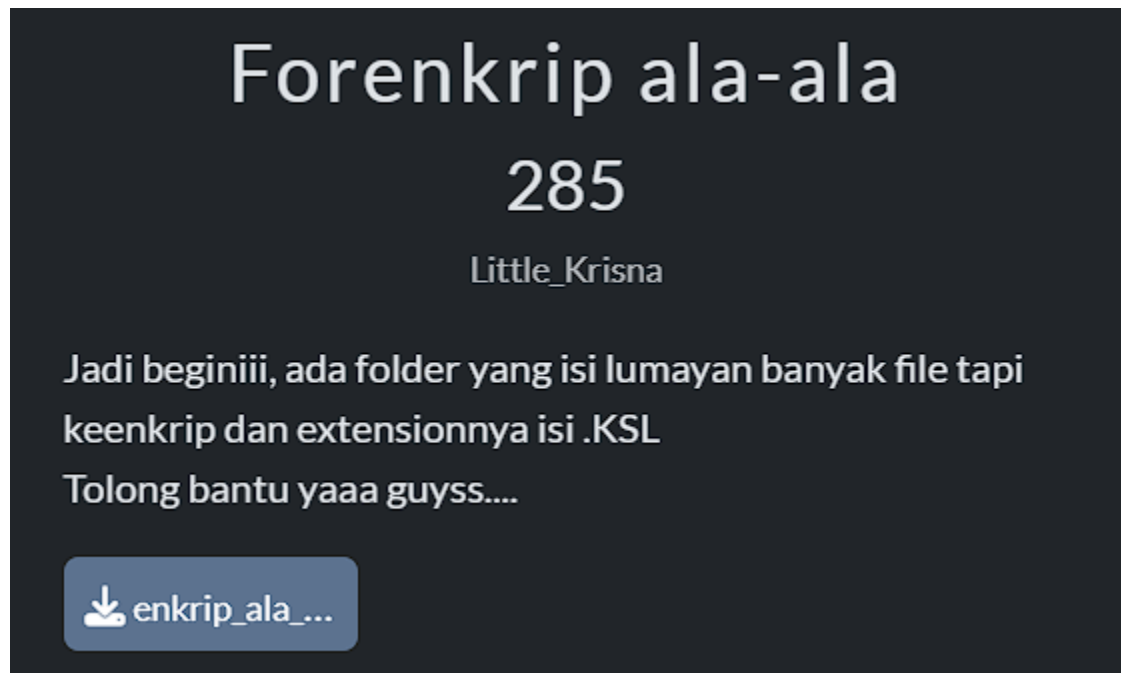 Forenkrip ala-ala
285
Little_Krisna
Jadi beginiii, ada folder yang isi lumayan banyak file tapi
keenkrip dan extensionnya isi .KSL
Tolong bantu yaaa guyss....
enkrip_ala_...